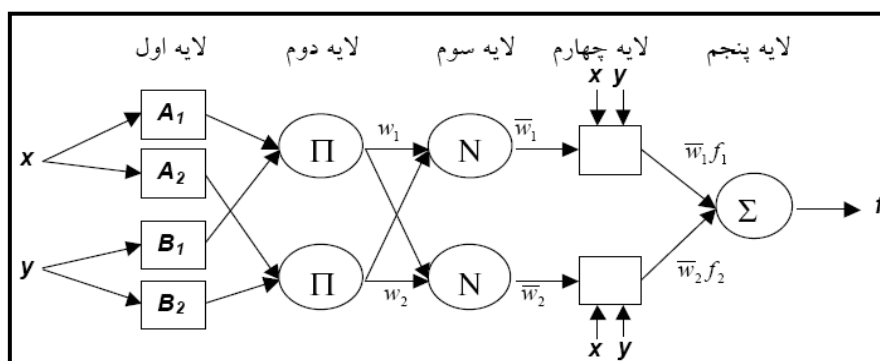 لایه اول لایه دوم لایه سوم لایه چهارم لایه پنجم
x y
A₁
x
A₂
Π w₁ N w̅₁
w̅₁f₁
Σ f
B₁
y
B₂
Π w₂ N w̅₂
w̅₂f₂
x y